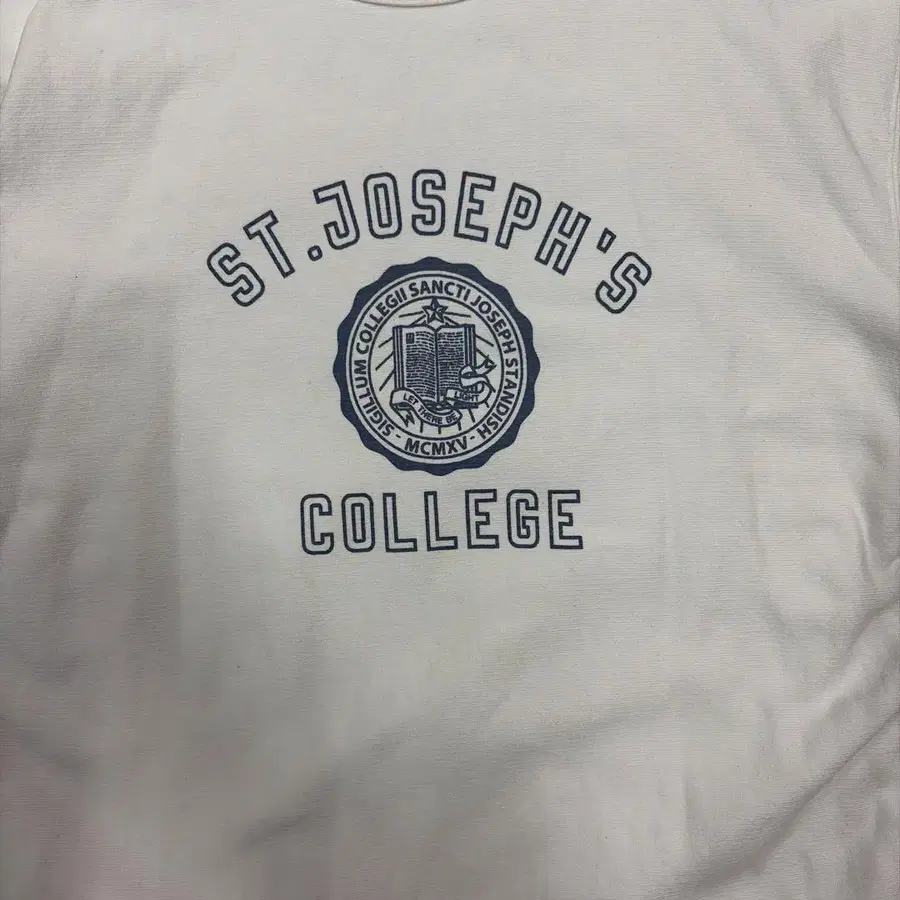 ST. JOSEPH'S
SIGILLUM COLLEGII SANCTI JOSEPH STANDISH
- MCMXV -
LET THERE BE LIGHT
COLLEGE